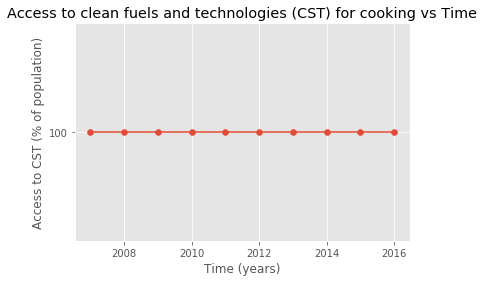 Access to clean fuels and technologies (CST) for cooking vs Time
Access to CST (% of population)
100
2008 2010 2012 2014 2016
Time (years)